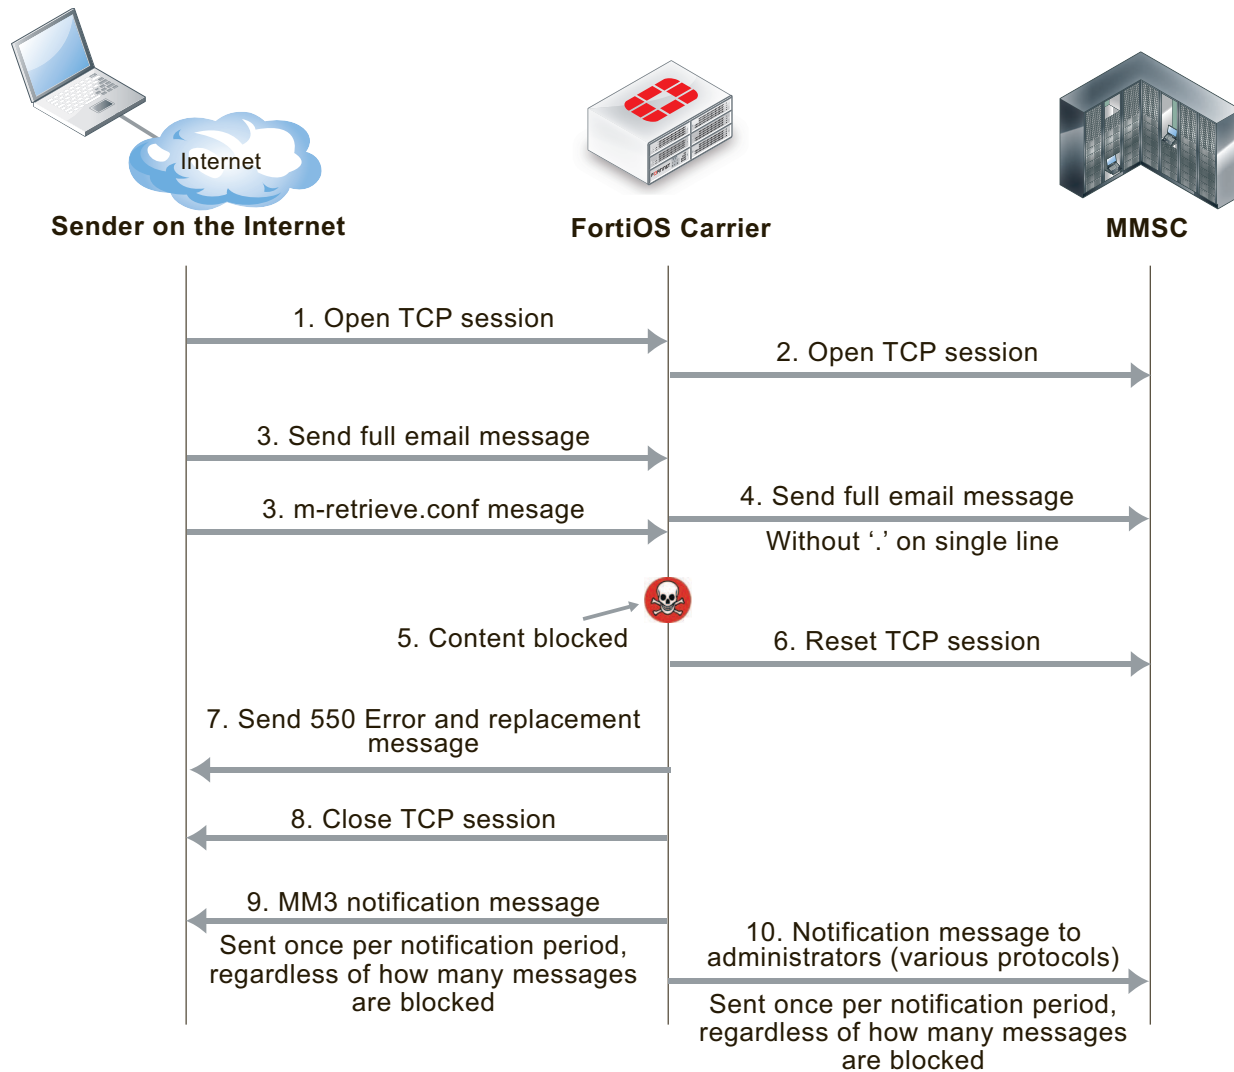 Internet
Sender on the Internet
FortiOS Carrier
MMSC
1. Open TCP session
2. Open TCP session
3. Send full email message
3. m-retrieve.conf mesage
4. Send full email message
Without ‘.’ on single line
5. Content blocked
6. Reset TCP session
7. Send 550 Error and replacement
message
8. Close TCP session
9. MM3 notification message
Sent once per notification period,
regardless of how many messages
are blocked
10. Notification message to
administrators (various protocols)
Sent once per notification period,
regardless of how many messages
are blocked